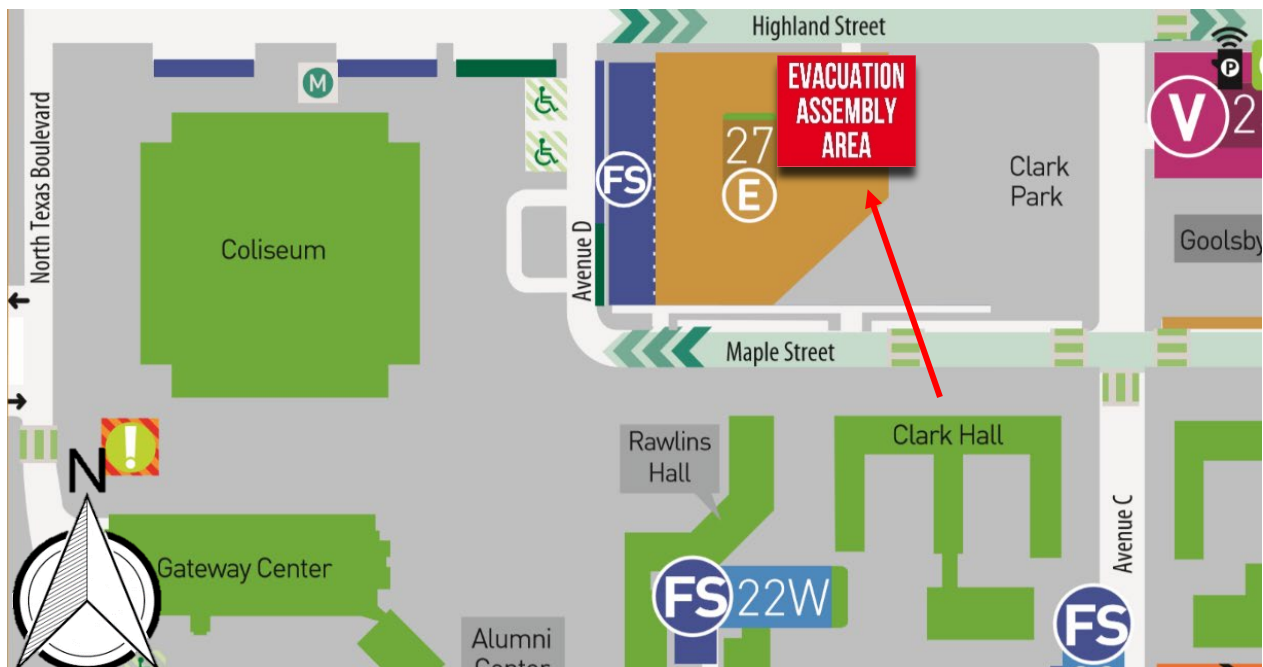 Highland Street
North Texas Boulevard
M
EVACUATION
ASSEMBLY
AREA
P
V
2
27
E
FS
Clark
Park
Coliseum
Avenue D
Goolsby
Maple Street
Clark Hall
Rawlins
Hall
!
N
Avenue C
Gateway Center
FS
22W
FS
Alumni
Center